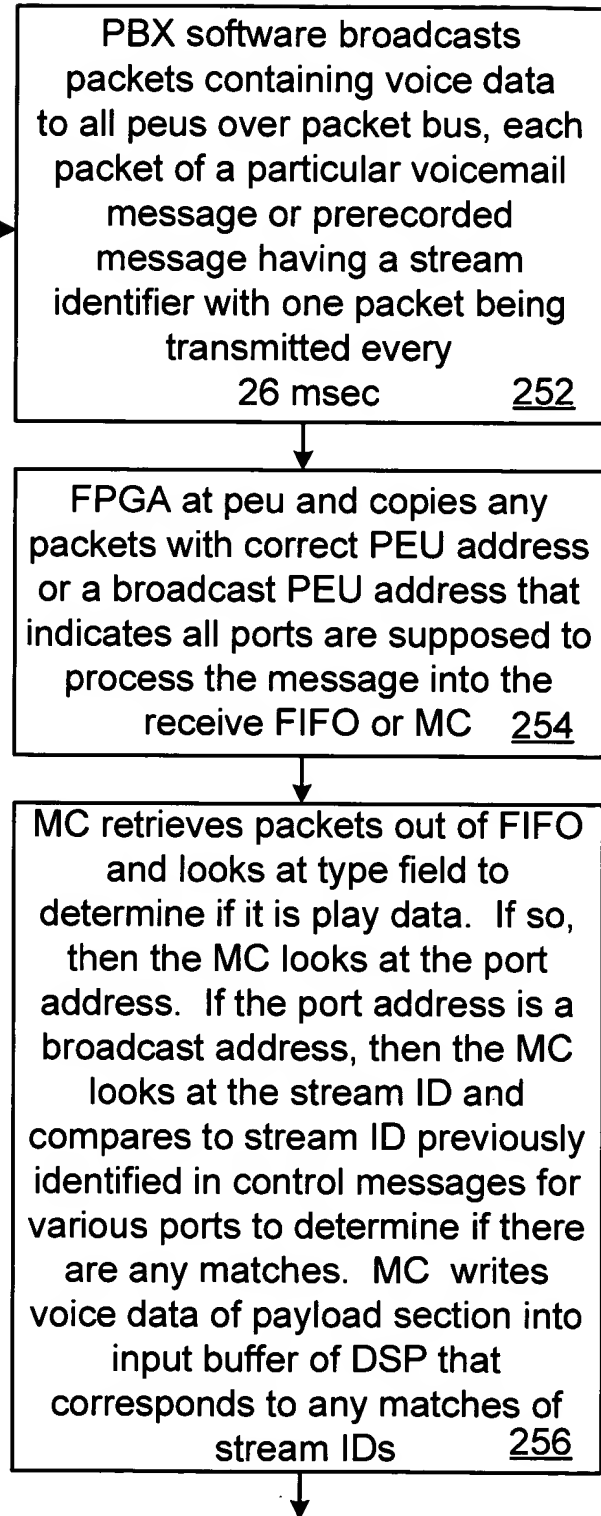 PBX software broadcasts
packets containing voice data
to all peus over packet bus, each
packet of a particular voicemail
message or prerecorded
message having a stream
identifier with one packet being
transmitted every
26 msec 252
FPGA at peu and copies any
packets with correct PEU address
or a broadcast PEU address that
indicates all ports are supposed to
process the message into the
receive FIFO or MC 254
MC retrieves packets out of FIFO
and looks at type field to
determine if it is play data. If so,
then the MC looks at the port
address. If the port address is a
broadcast address, then the MC
looks at the stream ID and
compares to stream ID previously
identified in control messages for
various ports to determine if there
are any matches. MC writes
voice data of payload section into
input buffer of DSP that
corresponds to any matches of
stream IDs 256